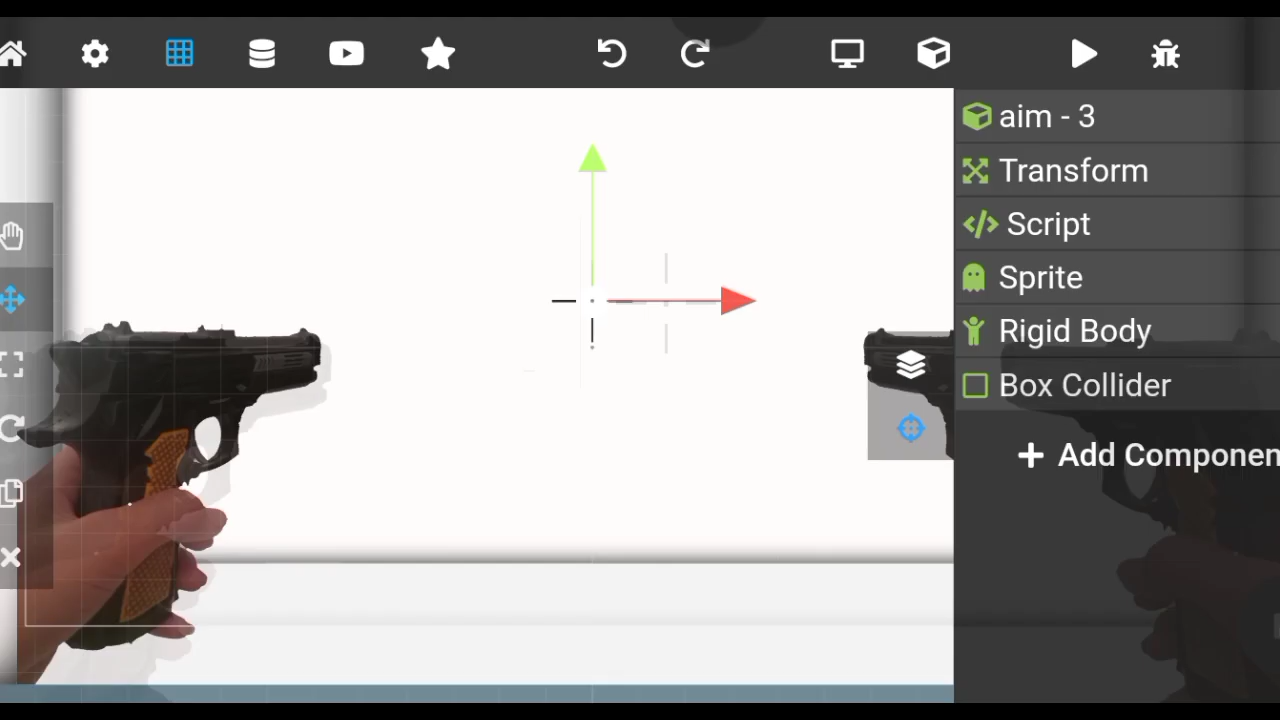 aim - 3
Transform
Script
Sprite
Rigid Body
Box Collider
Add Componen